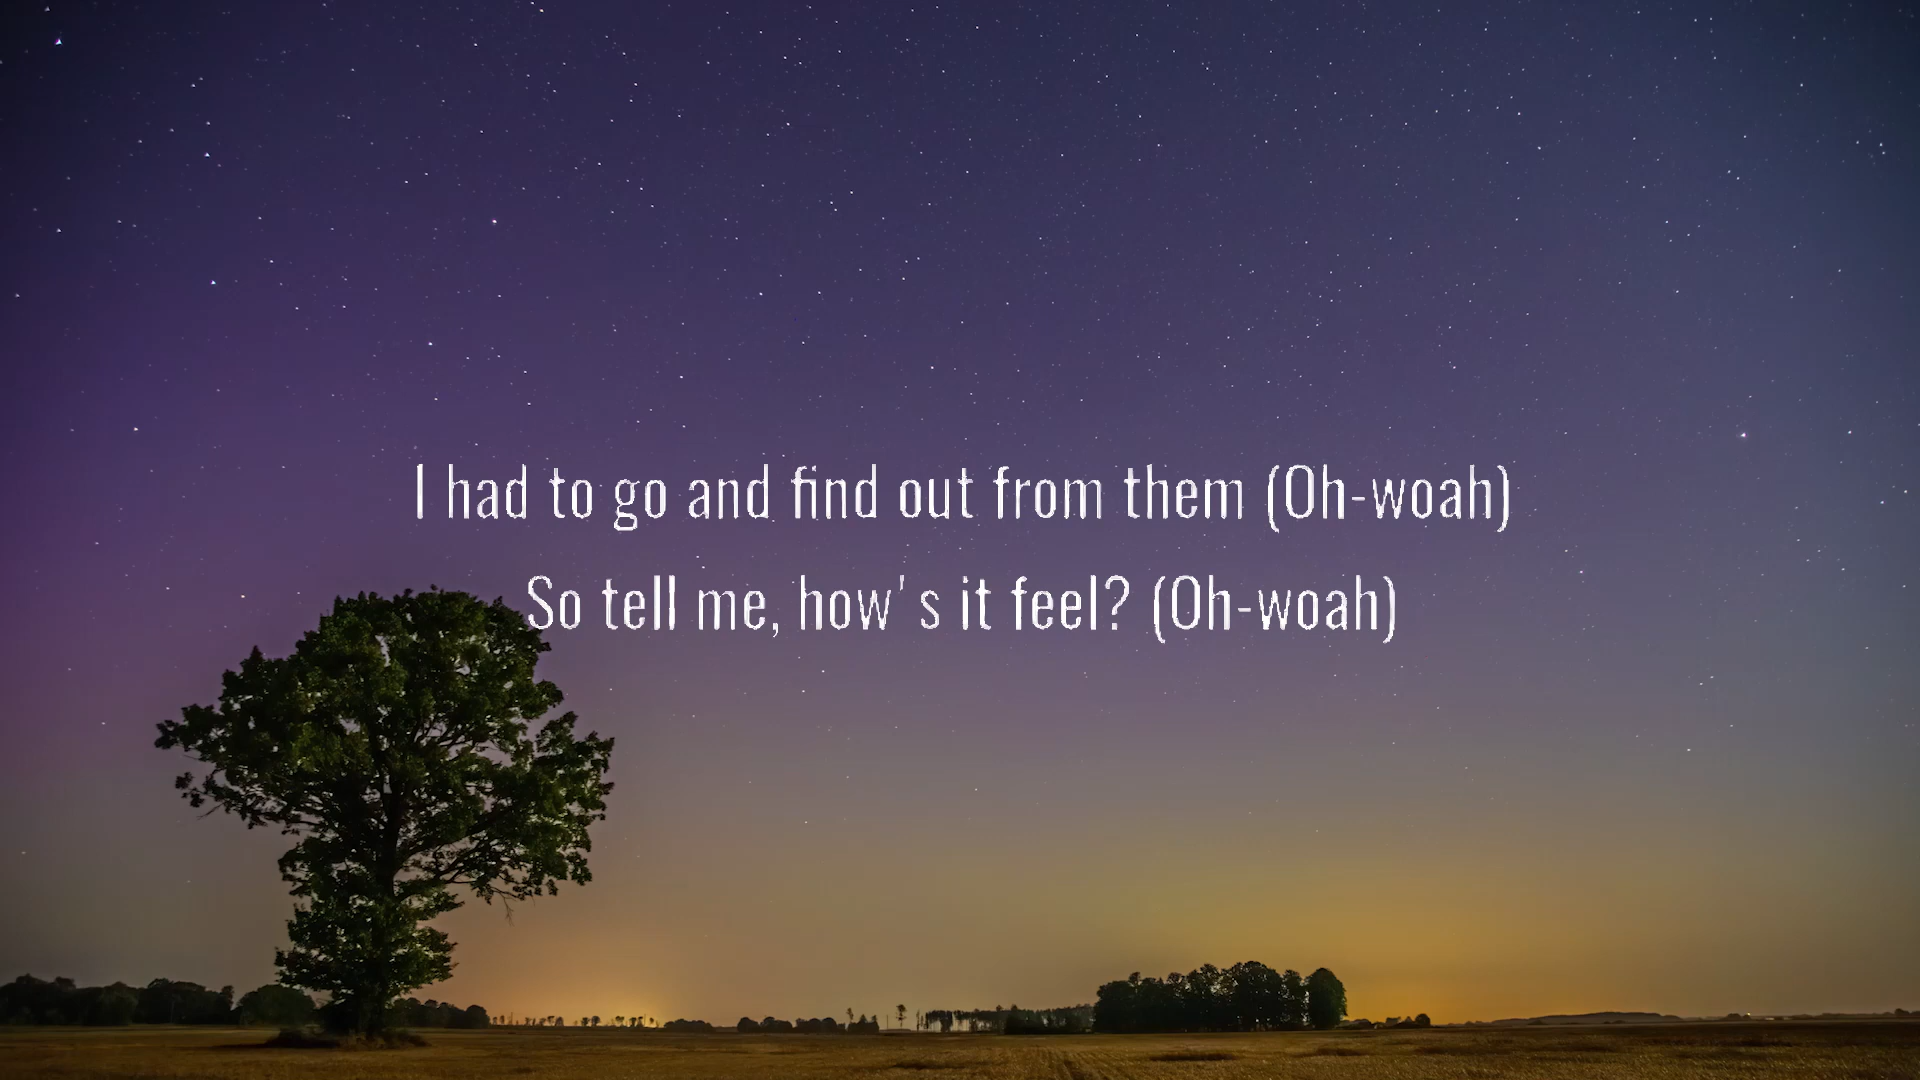 I had to go and find out from them (Oh-woah)
So tell me, how's it feel? (Oh-woah)